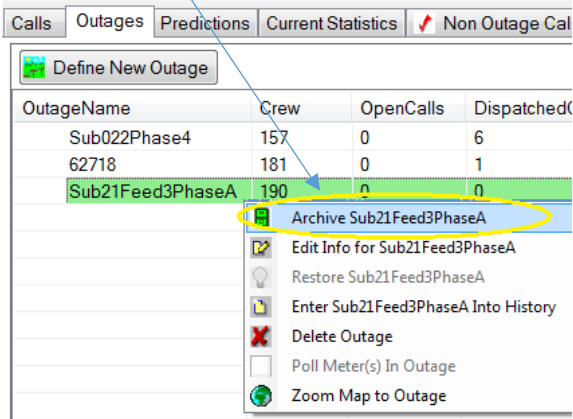 Calls Outages Predictions Current Statistics Non Outage Cal
Define New Outage
OutageName Crew OpenCalls Dispatched
Sub022Phase4 157 0 6
62718 181 0 1
Sub21Feed3PhaseA 190 0 0
Archive Sub21Feed3PhaseA
Edit Info for Sub21Feed3PhaseA
Restore Sub21Feed3PhaseA
Enter Sub21Feed3PhaseA Into History
Delete Outage
Poll Meter(s) In Outage
Zoom Map to Outage